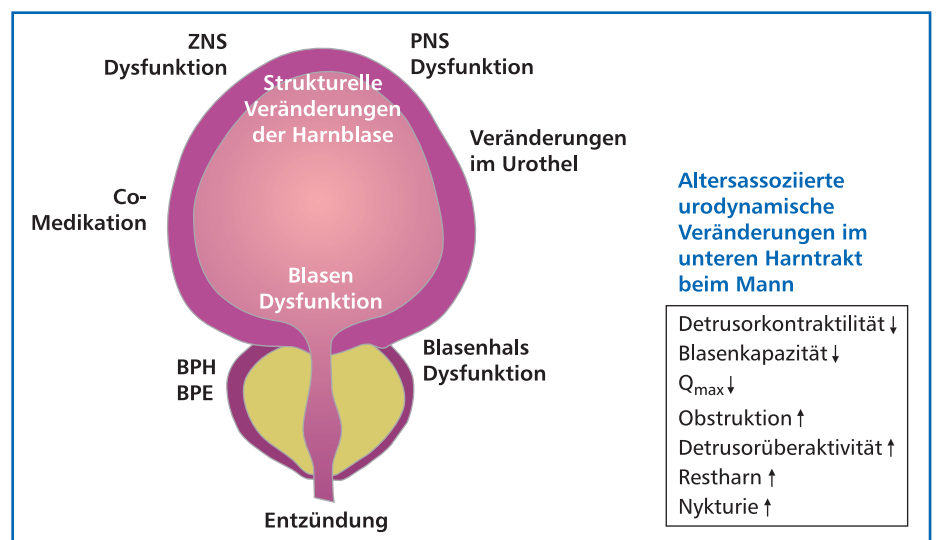 ZNS
Dysfunktion
PNS
Dysfunktion
Strukturelle
Veränderungen
der Harnblase
Veränderungen
im Urothel
Co-
Medikation
Blasen
Dysfunktion
BPH
BPE
Blasenhals
Dysfunktion
Entzündung
Altersassoziierte
urodynamische
Veränderungen im
unteren Harntrakt
beim Mann
Detrusorkontraktilität ↓
Blasenkapazität ↓
Qmax ↓
Obstruktion ↑
Detrusorüberaktivität ↑
Restharn ↑
Nykturie ↑